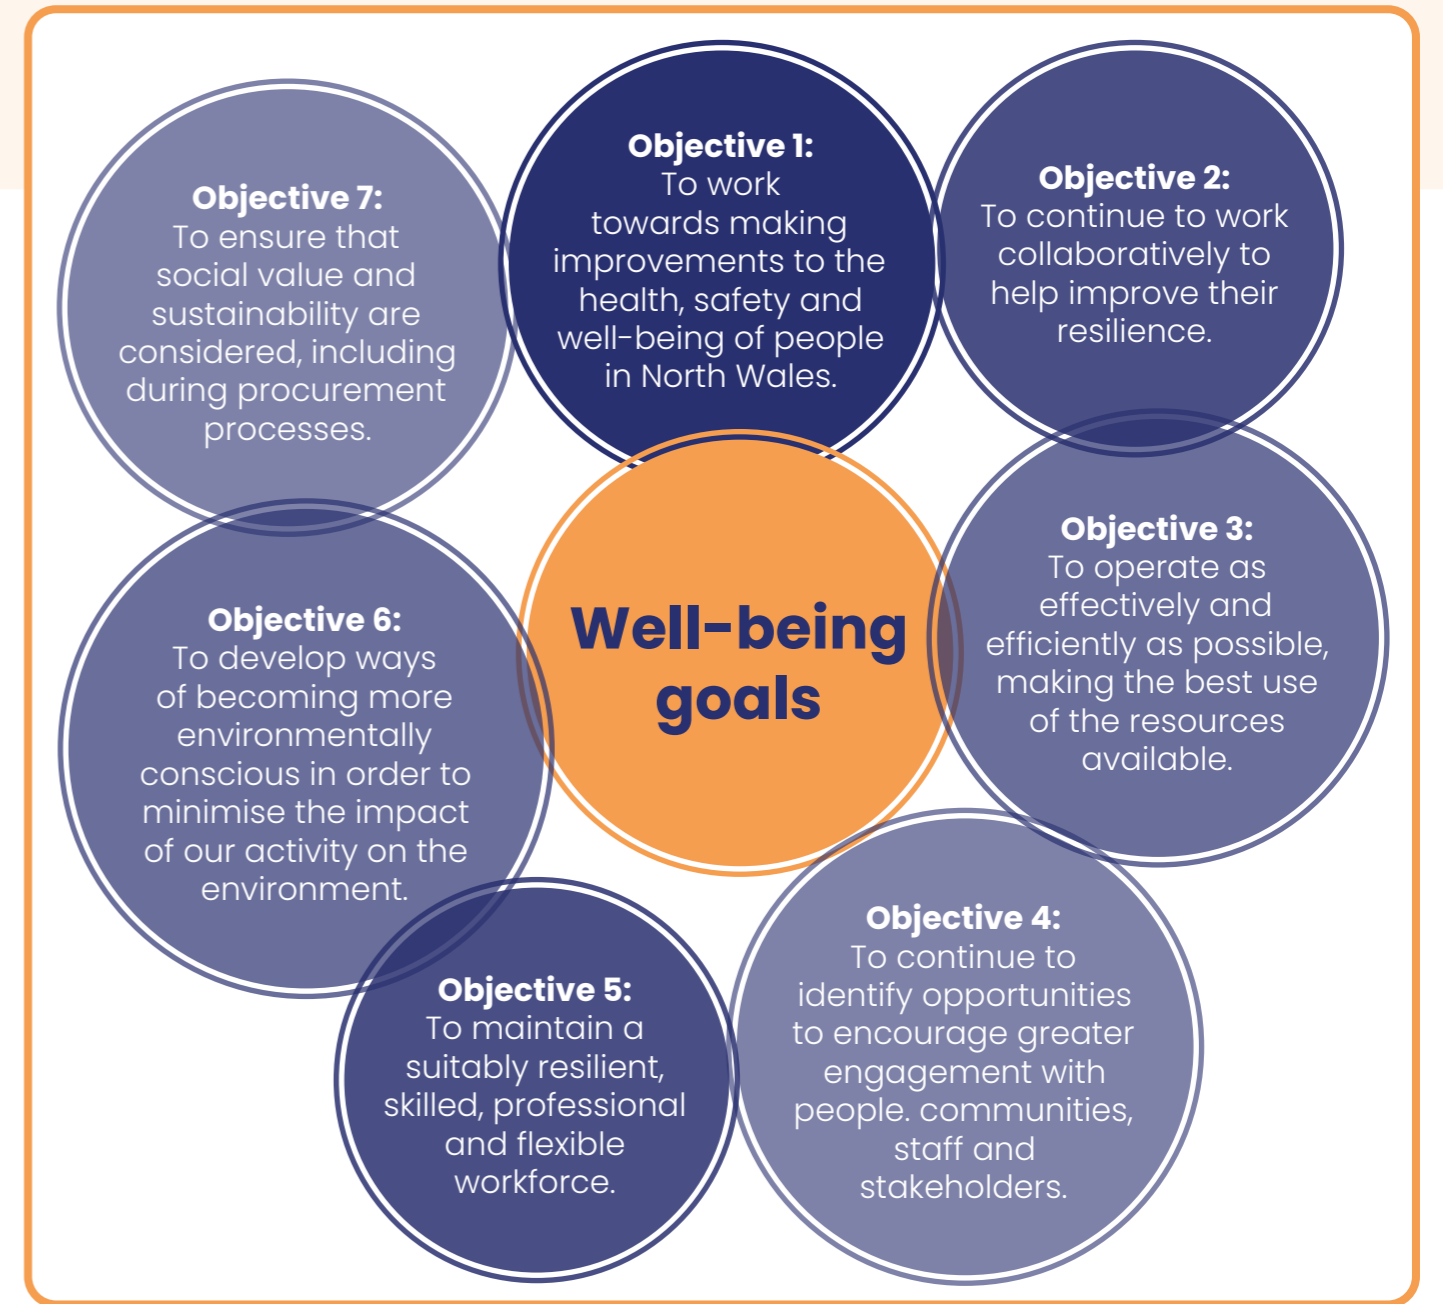 Objective 1:
To work
towards making
improvements to the
health, safety and
well-being of people
in North Wales.
Objective 2:
To continue to work
collaboratively to
help improve their
resilience.
Objective 3:
To operate as
effectively and
efficiently as possible,
making the best use
of the resources
available.
Objective 4:
To continue to
identify opportunities
to encourage greater
engagement with
people. communities,
staff and
stakeholders.
Objective 5:
To maintain a
suitably resilient,
skilled, professional
and flexible
workforce.
Objective 6:
To develop ways
of becoming more
environmentally
conscious in order to
minimise the impact
of our activity on the
environment.
Objective 7:
To ensure that
social value and
sustainability are
considered, including
during procurement
processes.
Well-being
goals